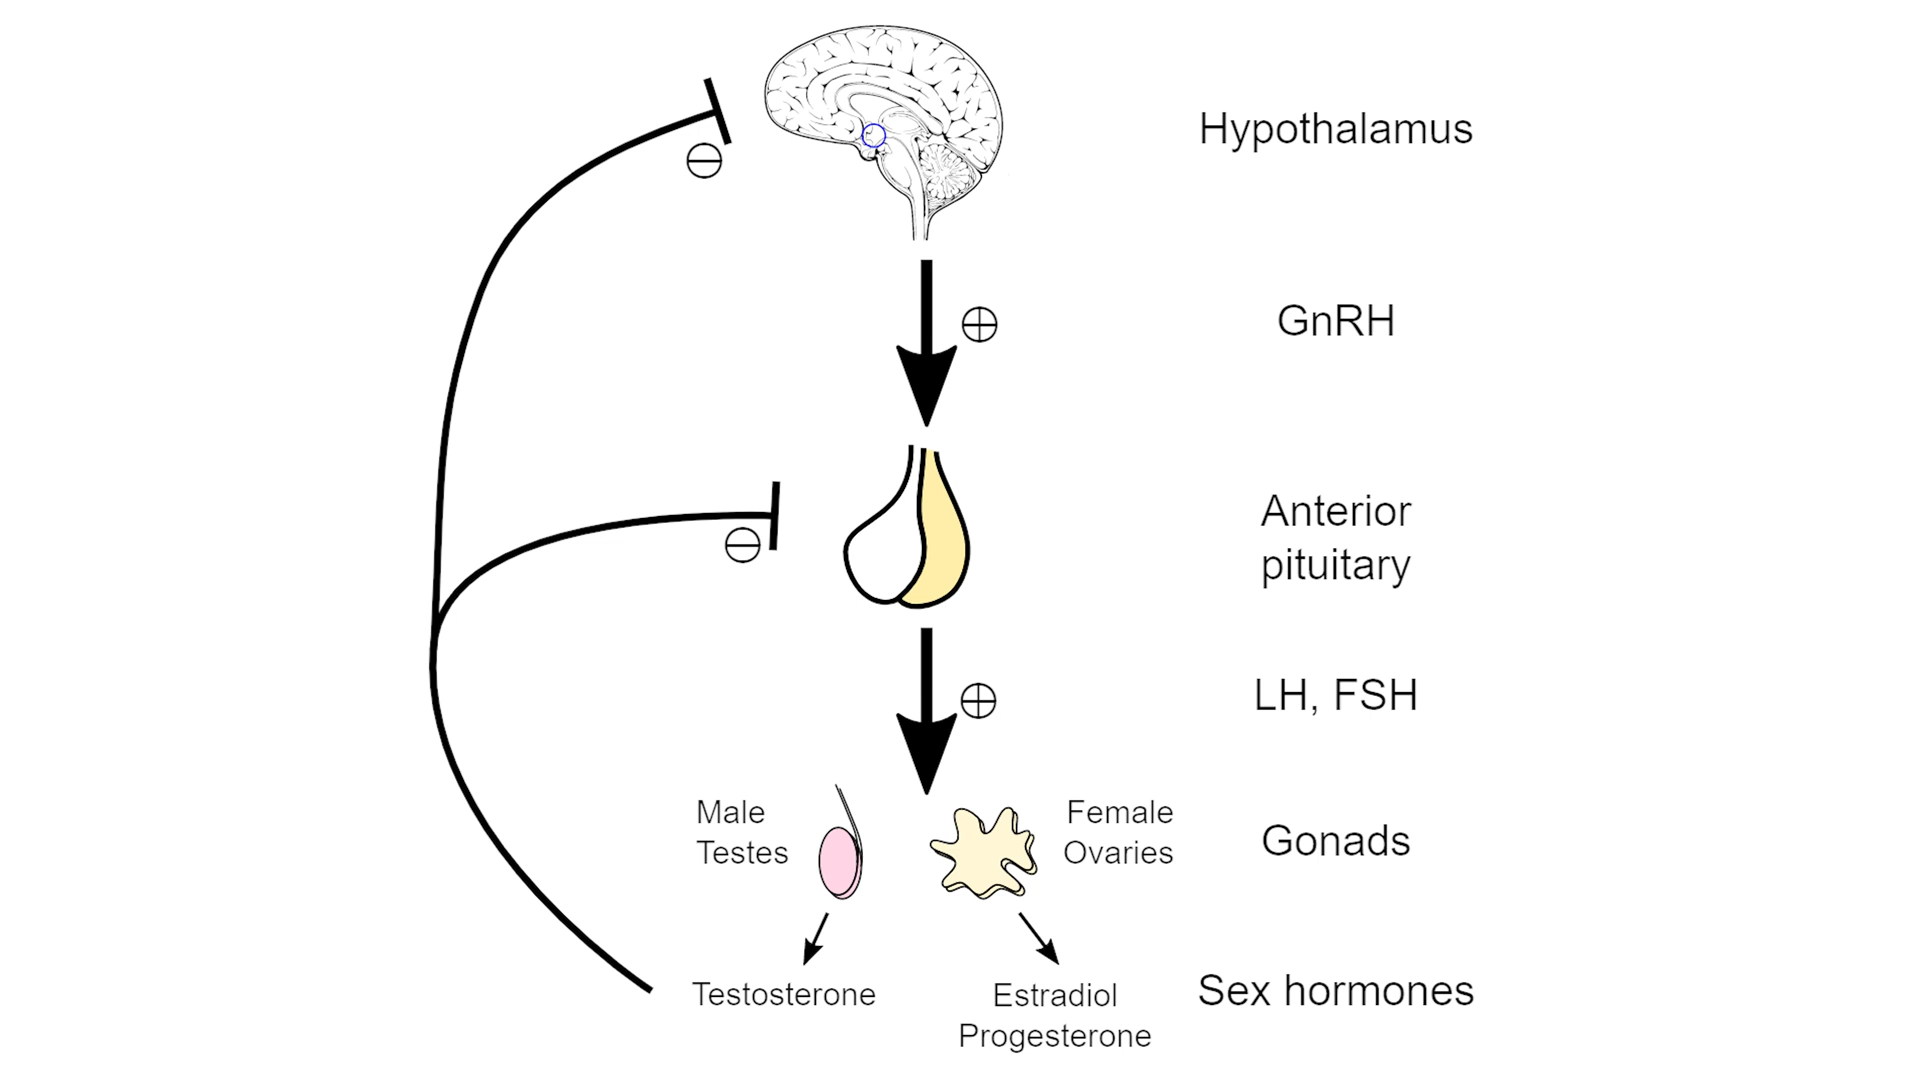 Hypothalamus
GnRH
Anterior
pituitary
LH, FSH
Male
Testes
Female
Ovaries
Gonads
Testosterone
Estradiol
Progesterone
Sex hormones